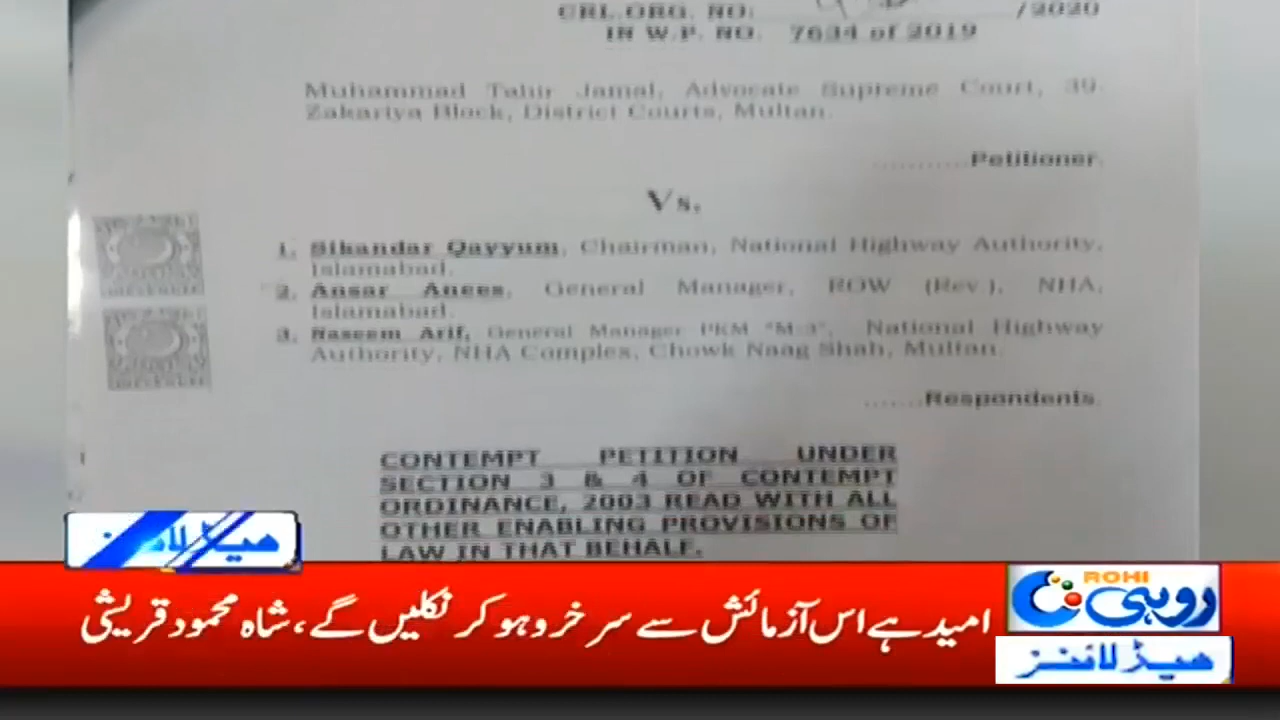 CRL.ORG. NO. /2020
IN W.P. NO. 7634 of 2019
Muhammad Tahir Jamal, Advocate Supreme Court, 39
Zakariya Block, District Courts, Multan.
...........Petitioner.
Vs.
1. Sikandar Qayyum, Chairman, National Highway Authority,
Islamabad.
2. Ansar Anees, General Manager, ROW (Rev), NHA,
Islamabad.
3. Naseem Arif, General Manager PKM "M-3", National Highway
Authority, NHA Complex, Chowk Naag Shah, Multan.
.......Respondents.
CONTEMPT PETITION UNDER
SECTION 3 & 4 OF CONTEMPT
ORDINANCE, 2003 READ WITH ALL
OTHER ENABLING PROVISIONS OF
LAW IN THAT BEHALF.
ہیڈ لائنز
ROHI
روہی
امید ہے اس آزمائش سے سرخرو ہو کر نکلیں گے، شاہ محمود قریشی
ہیڈ لائنز